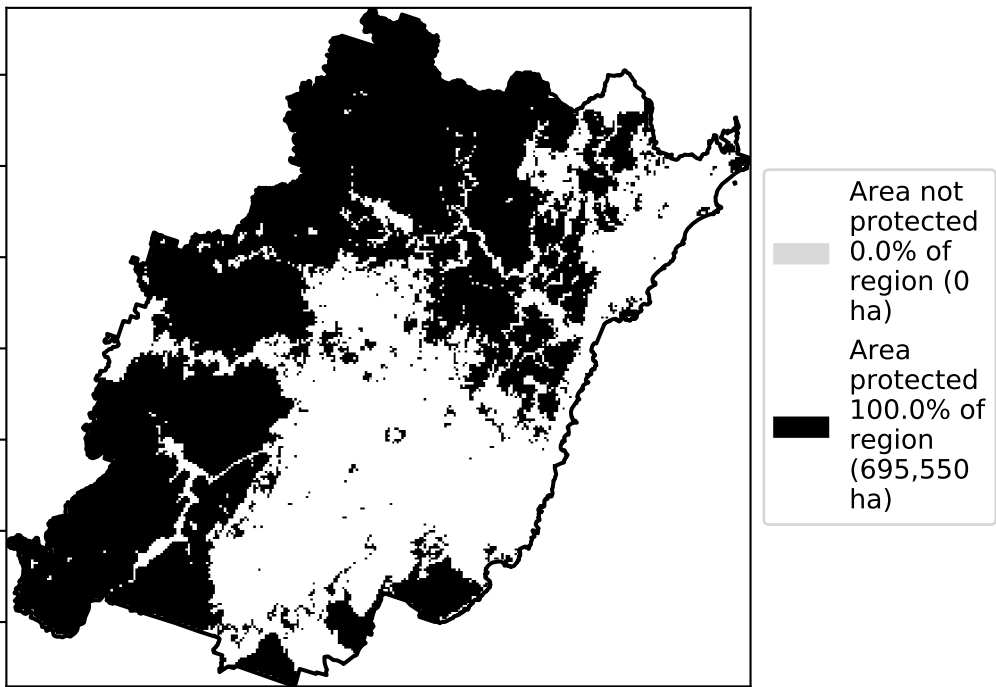 Area not
protected
0.0% of
region (0
ha)
Area
protected
100.0% of
region
(695,550
ha)